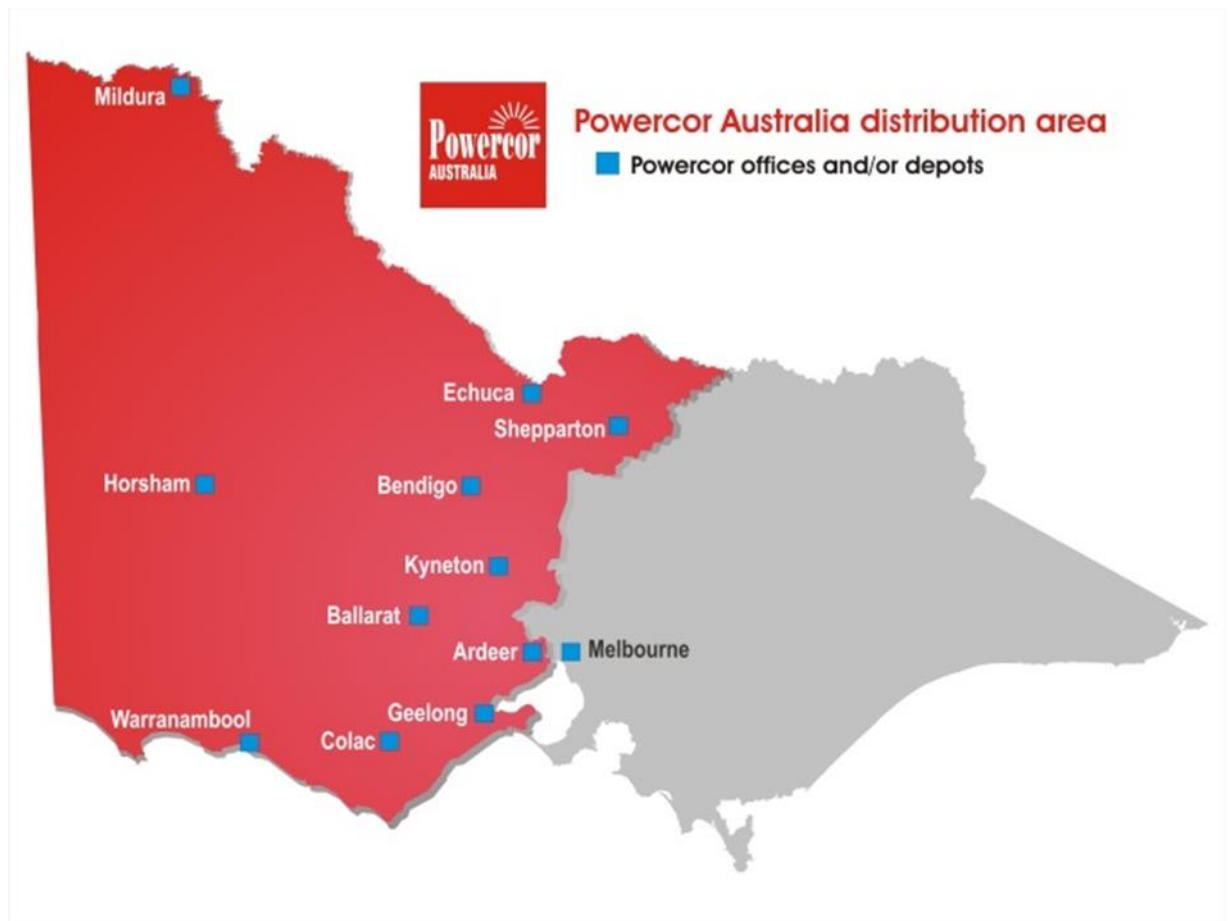 Mildura
Powercor
AUSTRALIA
Powercor Australia distribution area
Powercor offices and/or depots
Echuca
Shepparton
Horsham
Bendigo
Kyneton
Ballarat
Ardeer
Melbourne
Geelong
Warranambool
Colac